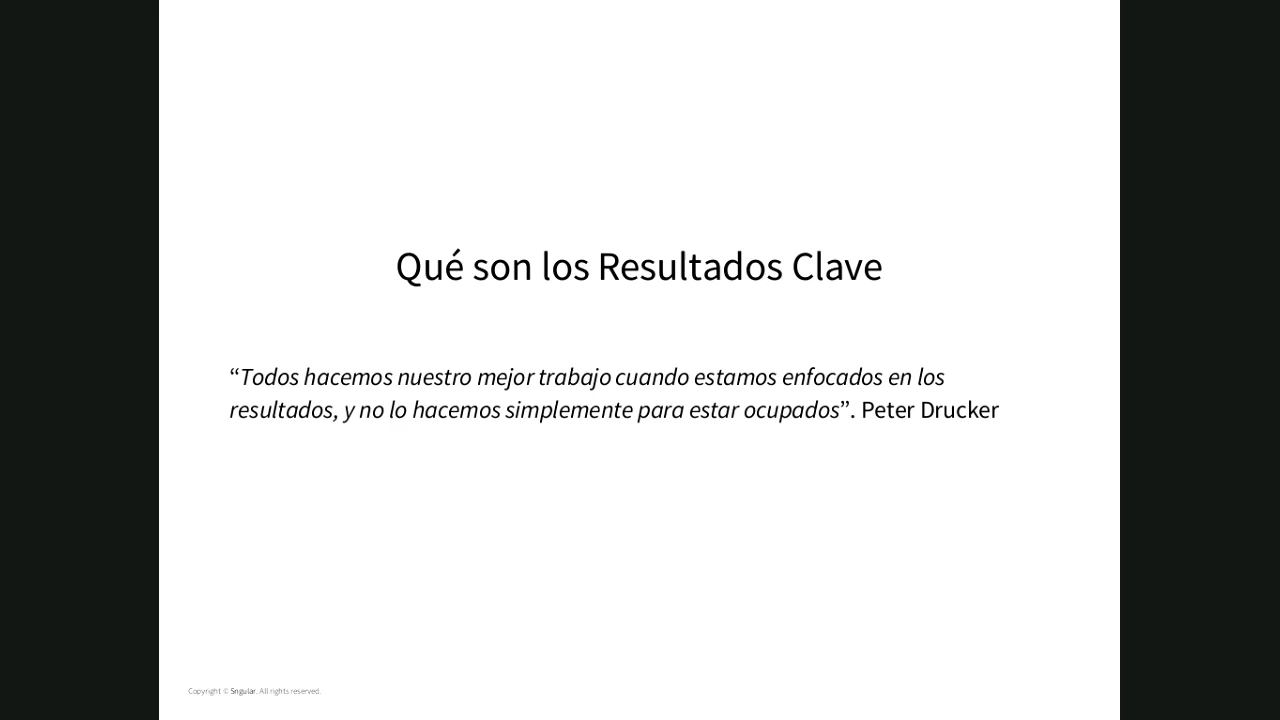 Qué son los Resultados Clave
“Todos hacemos nuestro mejor trabajo cuando estamos enfocados en los
resultados, y no lo hacemos simplemente para estar ocupados”. Peter Drucker
Copyright © Sngular. All rights reserved.